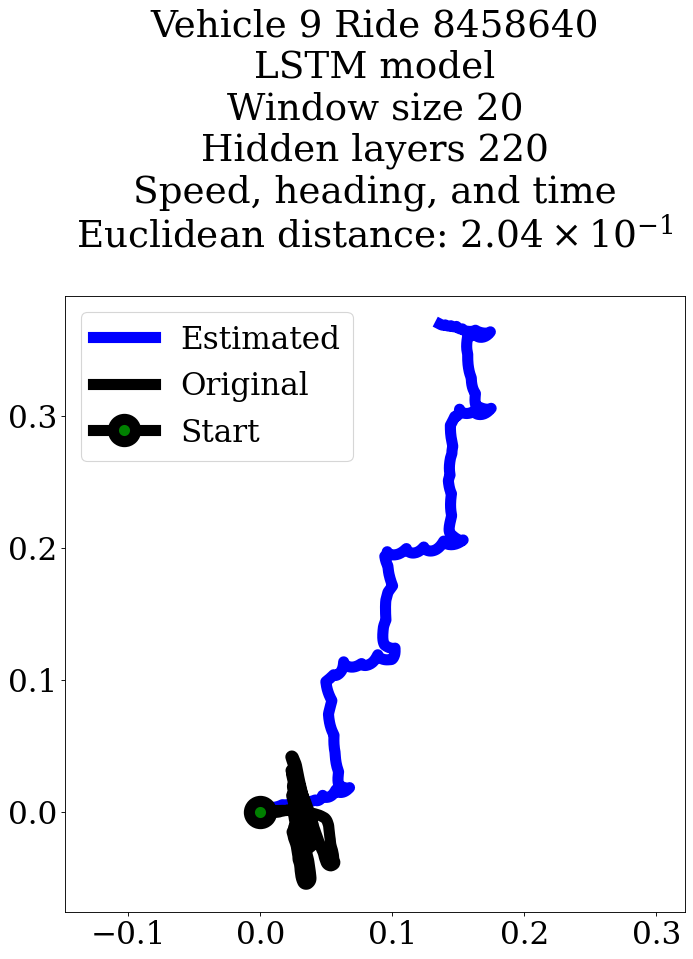 Vehicle 9 Ride 8458640
LSTM model
Window size 20
Hidden layers 220
Speed, heading, and time
Euclidean distance: 2.04 × 10⁻¹
Estimated
Original
Start
0.3
0.2
0.1
0.0
−0.1 0.0 0.1 0.2 0.3